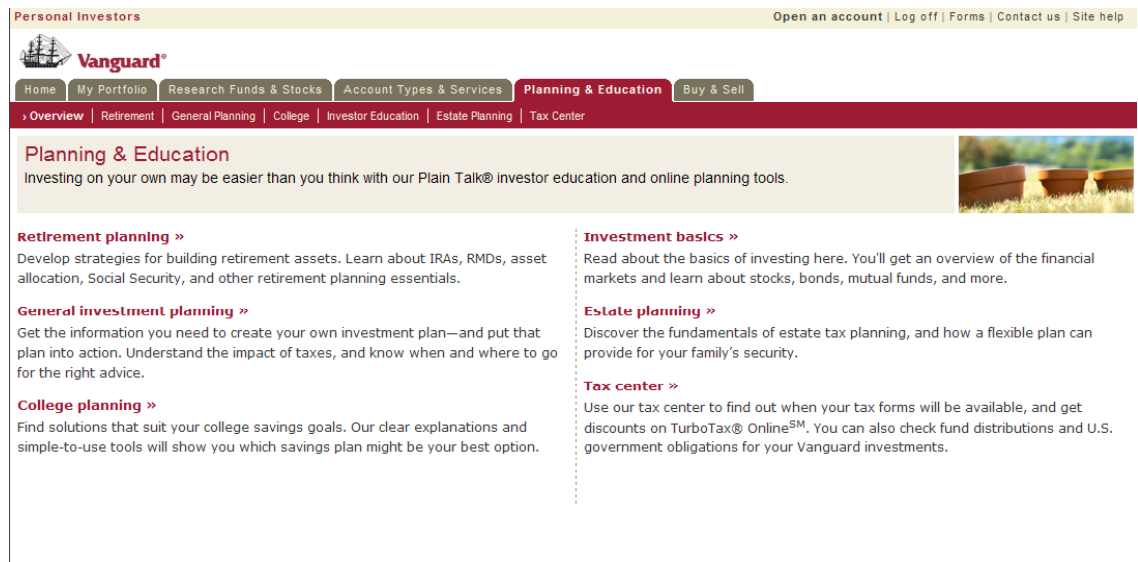 Personal Investors
Open an account | Log off | Forms | Contact us | Site help
Vanguard®
Home
My Portfolio
Research Funds & Stocks
Account Types & Services
Planning & Education
Buy & Sell
› Overview | Retirement | General Planning | College | Investor Education | Estate Planning | Tax Center
Planning & Education
Investing on your own may be easier than you think with our Plain Talk® investor education and online planning tools.
Retirement planning »
Develop strategies for building retirement assets. Learn about IRAs, RMDs, asset
allocation, Social Security, and other retirement planning essentials.
General investment planning »
Get the information you need to create your own investment plan—and put that
plan into action. Understand the impact of taxes, and know when and where to go
for the right advice.
College planning »
Find solutions that suit your college savings goals. Our clear explanations and
simple-to-use tools will show you which savings plan might be your best option.
Investment basics »
Read about the basics of investing here. You'll get an overview of the financial
markets and learn about stocks, bonds, mutual funds, and more.
Estate planning »
Discover the fundamentals of estate tax planning, and how a flexible plan can
provide for your family's security.
Tax center »
Use our tax center to find out when your tax forms will be available, and get
discounts on TurboTax® Online℠. You can also check fund distributions and U.S.
government obligations for your Vanguard investments.